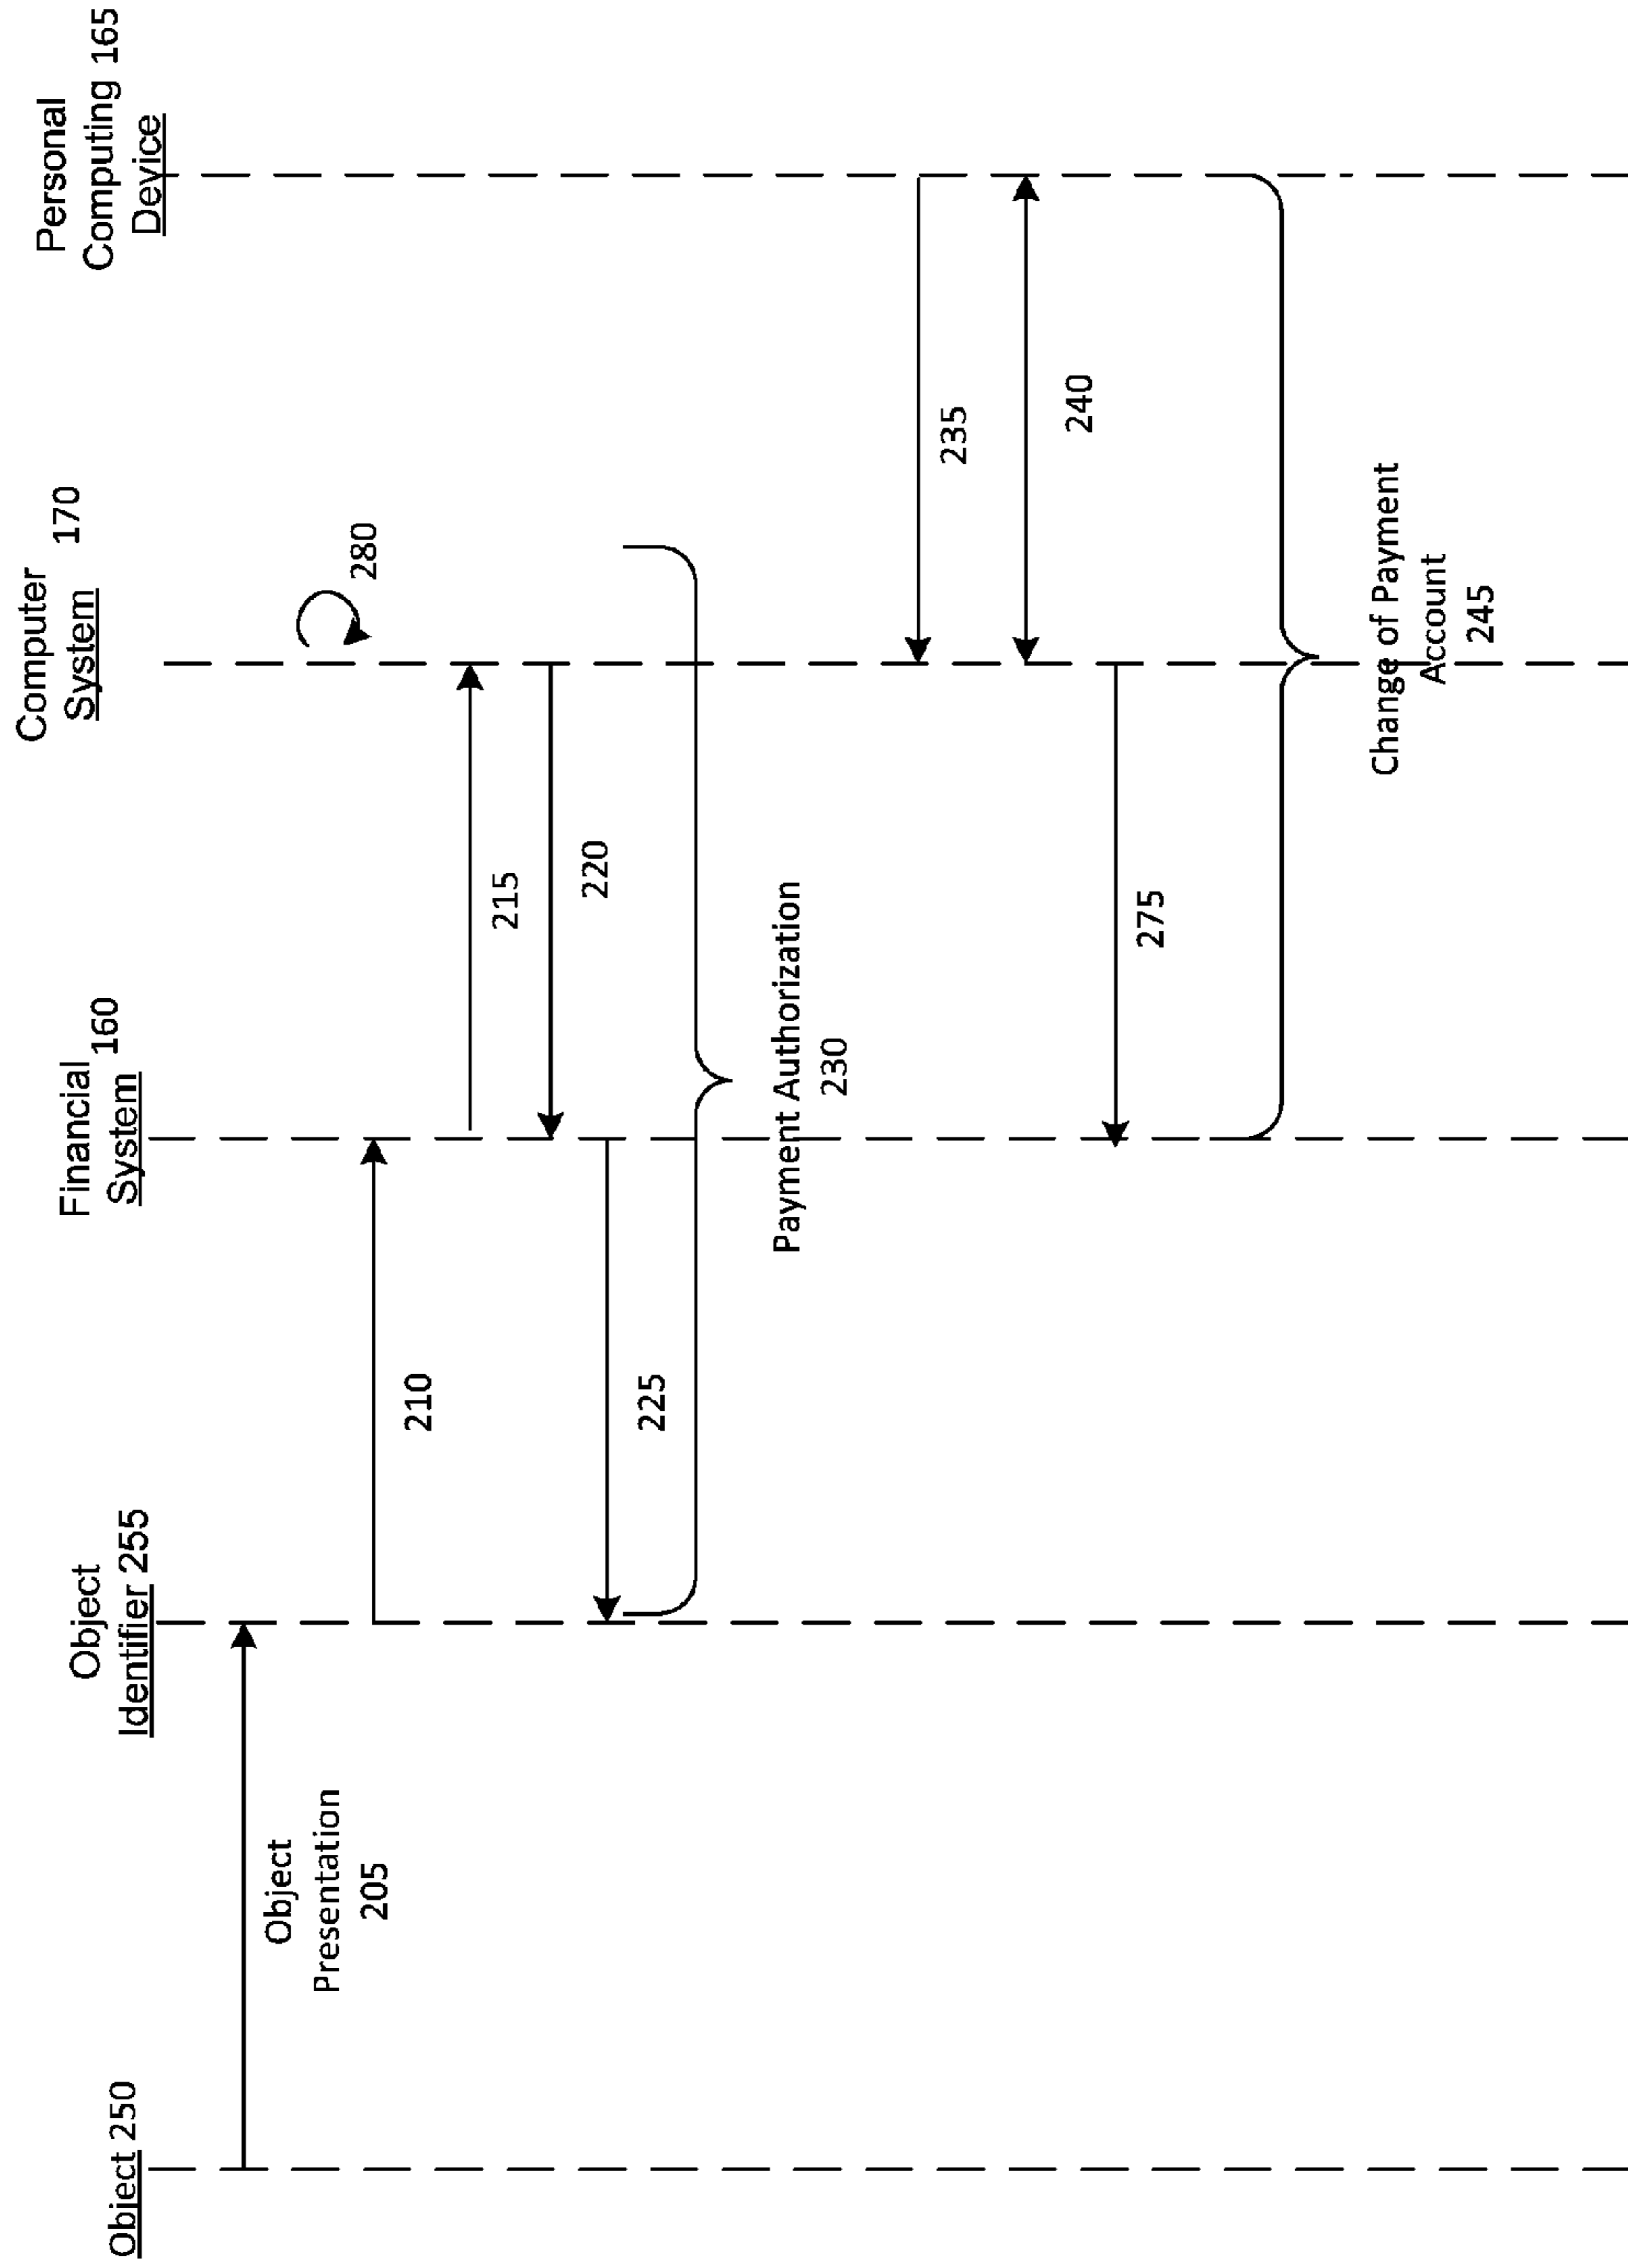 Object 250
Object
Identifier 255
Financial
System 160
Computer
System 170
Personal
Computing 165
Device
Object
Presentation
205
280
210
215
220
225
Payment Authorization
230
235
240
275
Change of Payment
Account
245